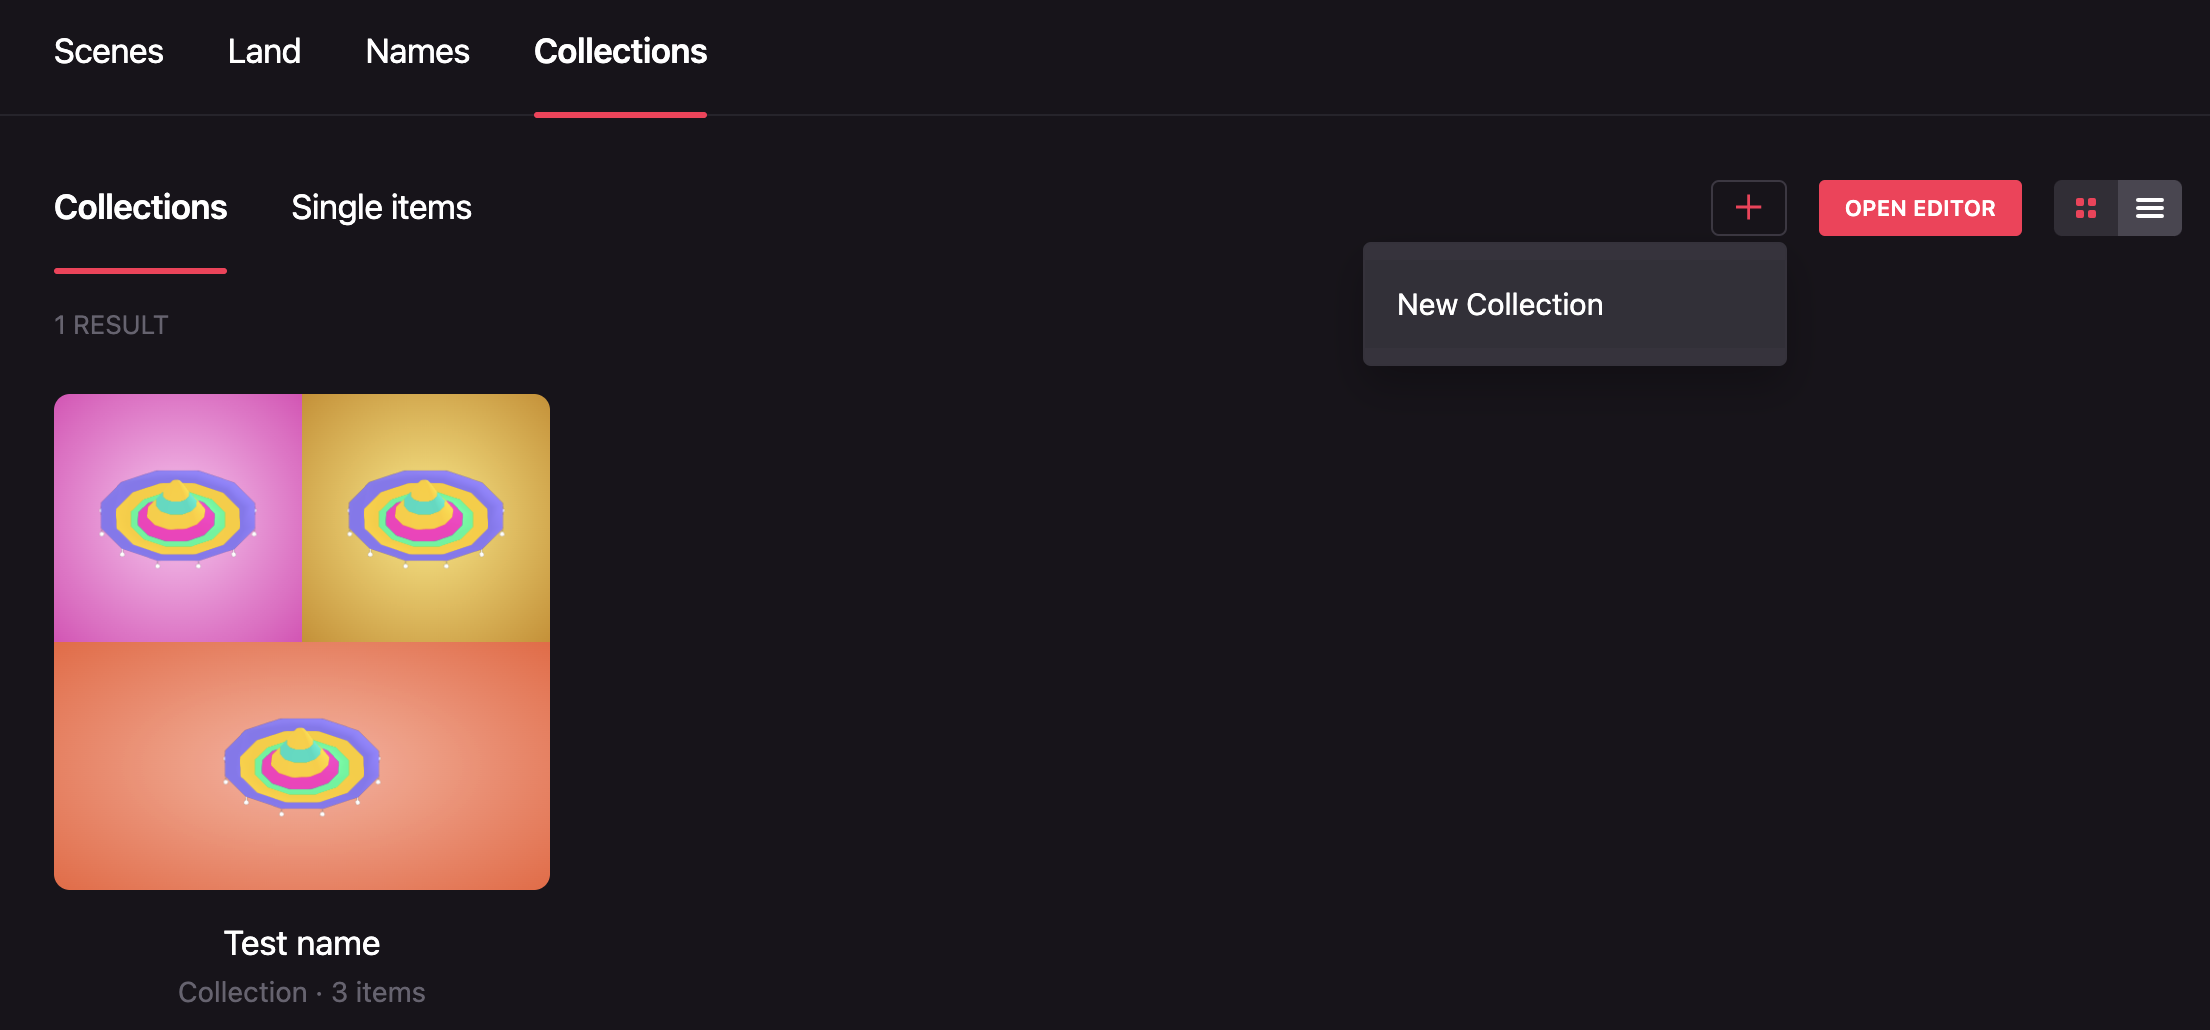 Scenes Land Names Collections
Collections Single items OPEN EDITOR
New Collection
1 RESULT
Test name
Collection · 3 items